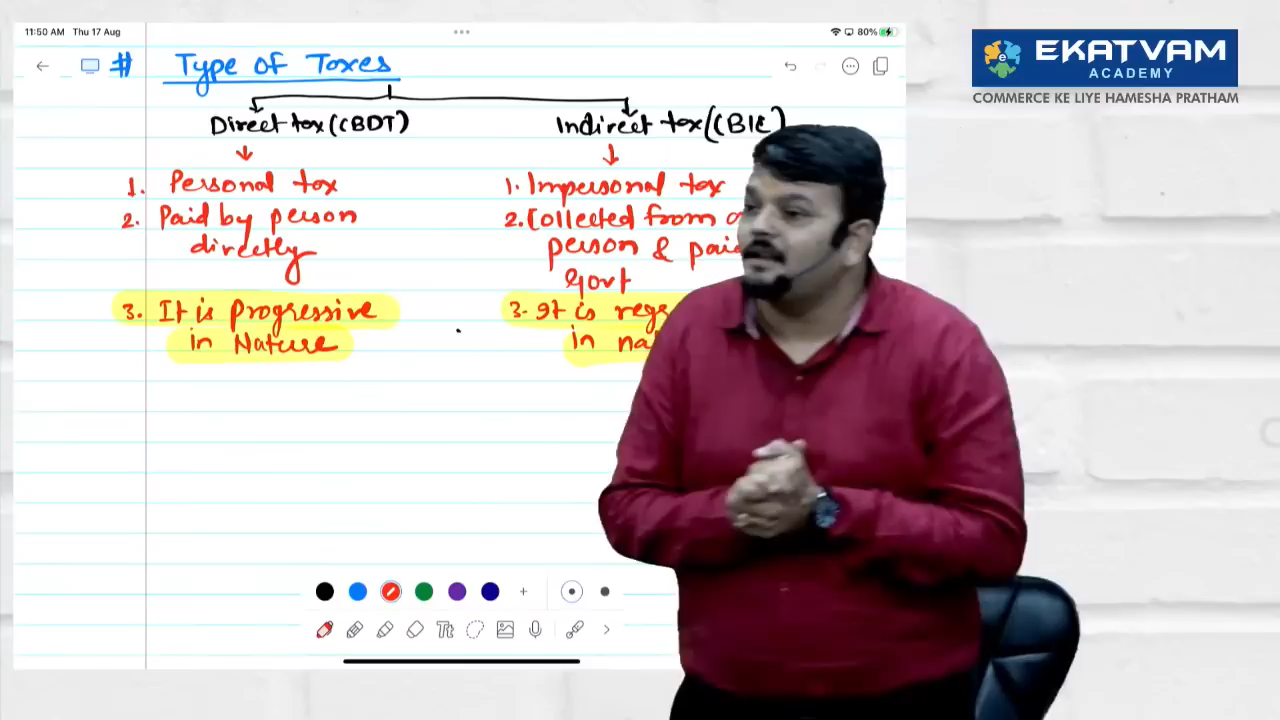 11:50 AM Thu 17 Aug
80%
EKATVAM
ACADEMY
COMMERCE KE LIYE HAMESHA PRATHAM
# Type of Taxes
Direct tax (CBDT)
1. Personal tax
2. Paid by person
directly
3. It is Progressive
in Nature
Indirect tax (CBIC)
1. Impersonal tax
2. Collected from
person & paid
Govt
3. It is
in
Tt